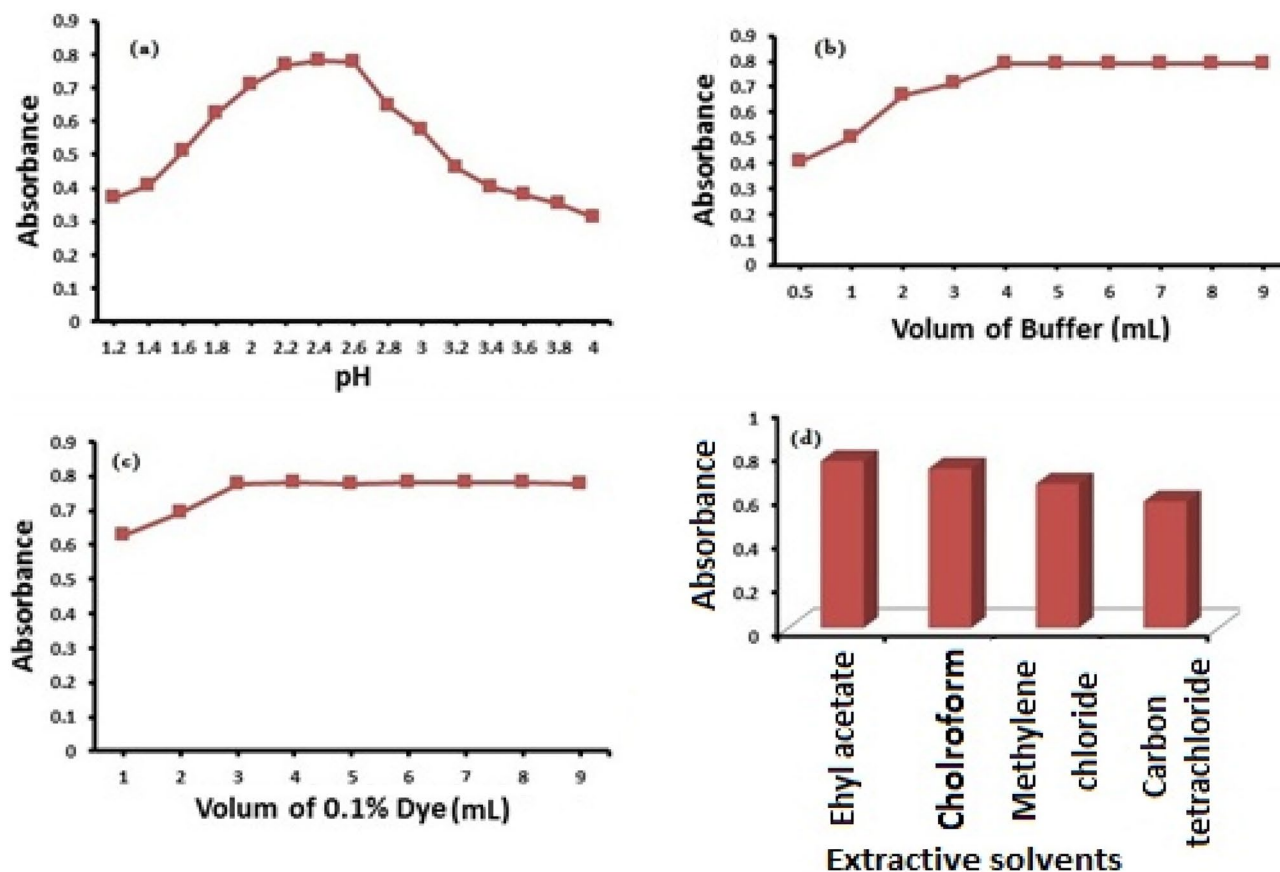 (a)
Absorbance
0.9
0.8
0.7
0.6
0.5
0.4
0.3
0.2
0.1
0
1.2 1.4 1.6 1.8 2 2.2 2.4 2.6 2.8 3 3.2 3.4 3.6 3.8 4
pH
(b)
Absorbance
0.9
0.8
0.7
0.6
0.5
0.4
0.3
0.2
0.1
0
0.5 1 2 3 4 5 6 7 8 9
Volum of Buffer (mL)
(c)
Absorbance
0.9
0.8
0.7
0.6
0.5
0.4
0.3
0.2
0.1
0
1 2 3 4 5 6 7 8 9
Volum of 0.1% Dye (mL)
(d)
Absorbance
1
0.8
0.6
0.4
0.2
0
Ehyl acetate
Cholroform
Methylene
chloride
Carbon
tetrachloride
Extractive solvents